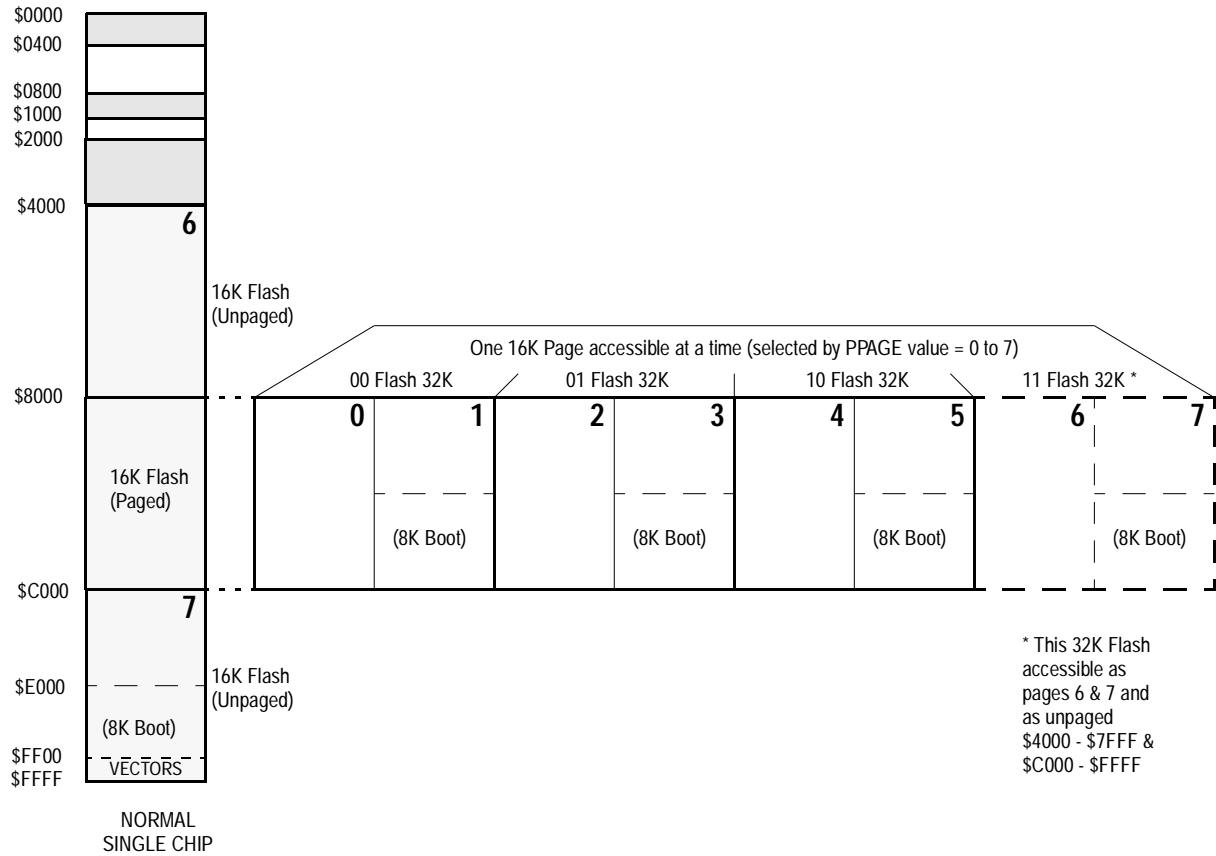 $0000
$0400
$0800
$1000
$2000
$4000
6
16K Flash
(Unpaged)
One 16K Page accessible at a time (selected by PPAGE value = 0 to 7)
00 Flash 32K
01 Flash 32K
10 Flash 32K
11 Flash 32K *
$8000
0
1
2
3
4
5
6
7
16K Flash
(Paged)
(8K Boot)
(8K Boot)
(8K Boot)
(8K Boot)
$C000
7
16K Flash
(Unpaged)
$E000
(8K Boot)
$FF00
VECTORS
$FFFF
* This 32K Flash
accessible as
pages 6 & 7 and
as unpaged
$4000 - $7FFF &
$C000 - $FFFF
NORMAL
SINGLE CHIP